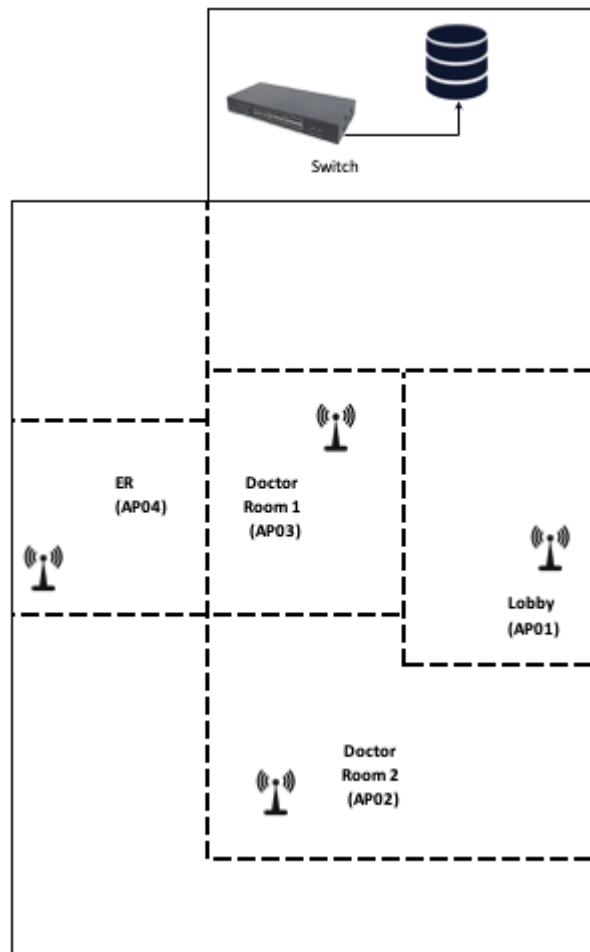 Switch
ER
(AP04)
Doctor
Room 1
(AP03)
Lobby
(AP01)
Doctor
Room 2
(AP02)